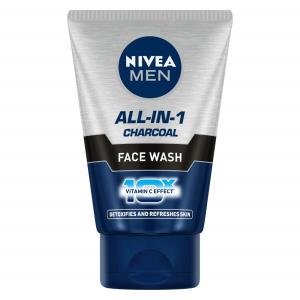 NIVEA
MEN
ALL-IN-1
CHARCOAL
FACE WASH
10X
VITAMIN C EFFECT*
DETOXIFIES AND REFRESHES SKIN